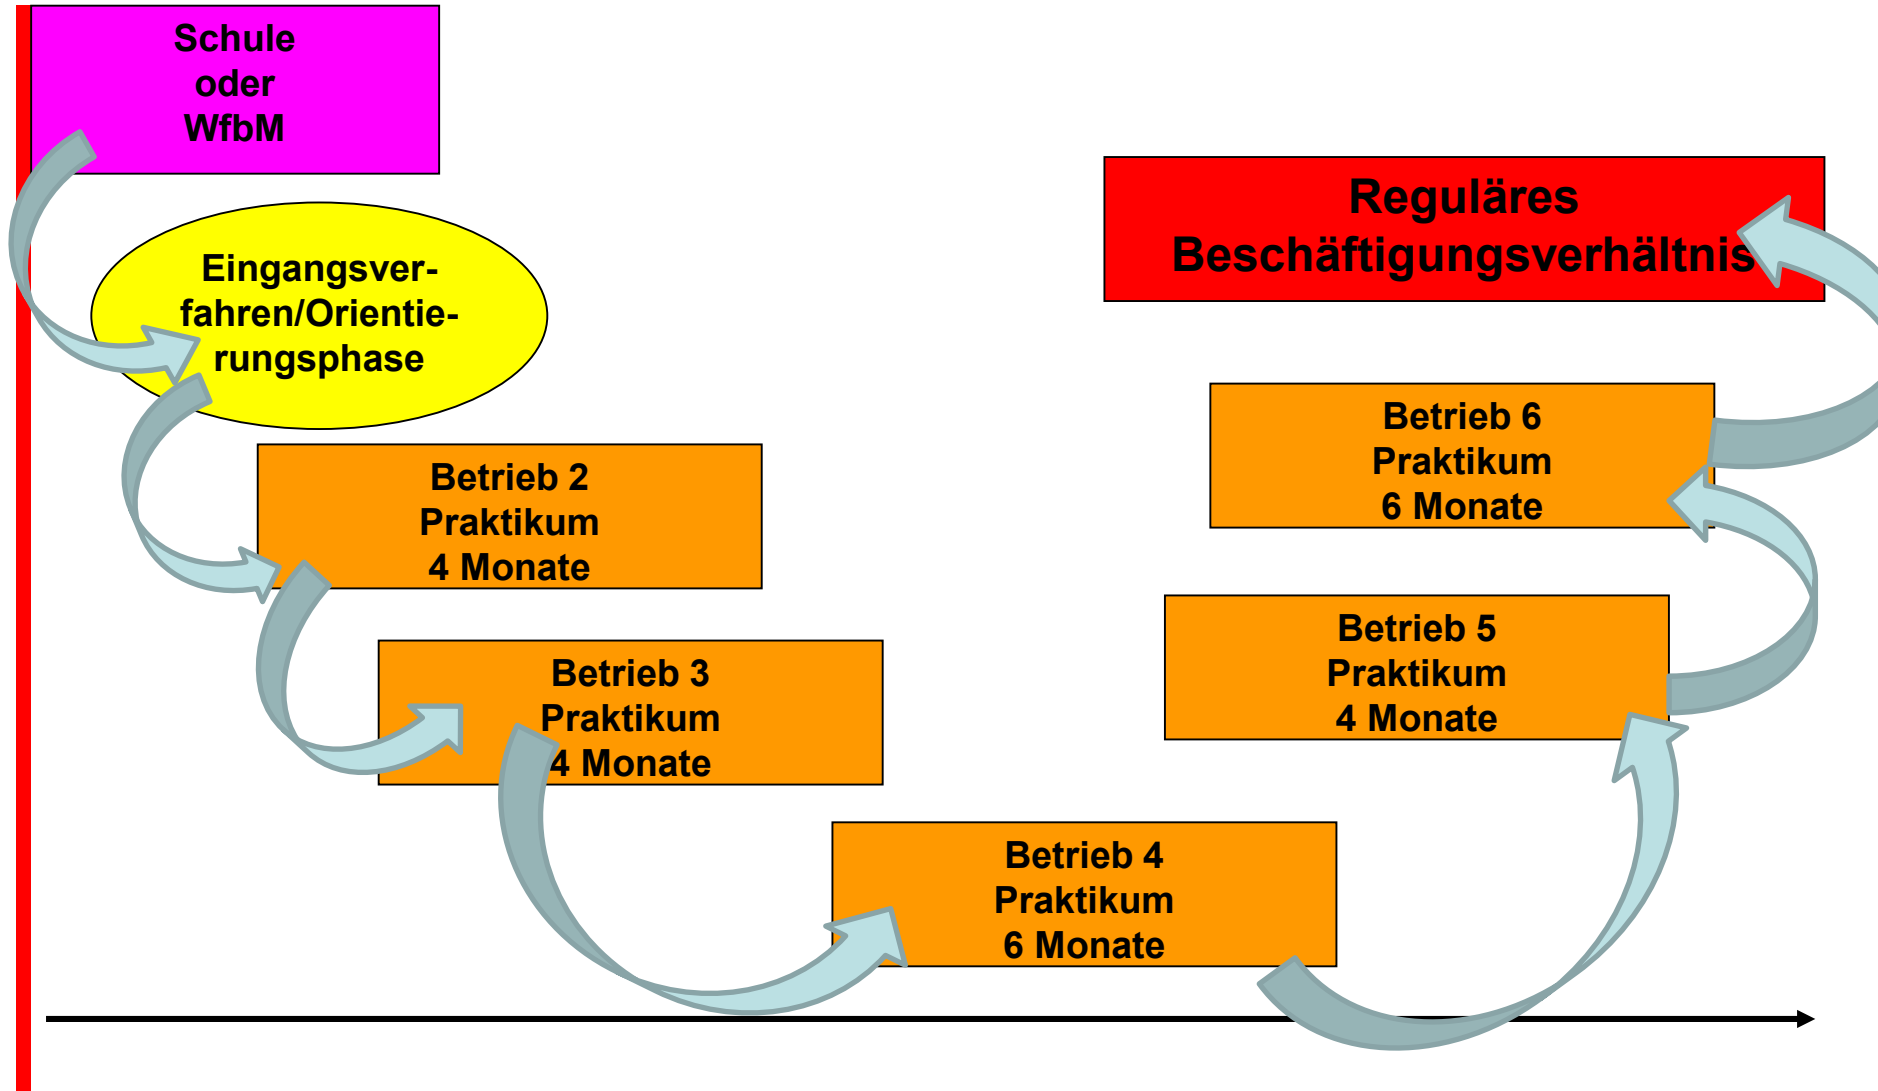 Schule
oder
WfbM
Eingangsver-
fahren/Orientie-
rungsphase
Betrieb 2
Praktikum
4 Monate
Betrieb 3
Praktikum
4 Monate
Betrieb 4
Praktikum
6 Monate
Betrieb 5
Praktikum
4 Monate
Betrieb 6
Praktikum
6 Monate
Reguläres
Beschäftigungsverhältnis